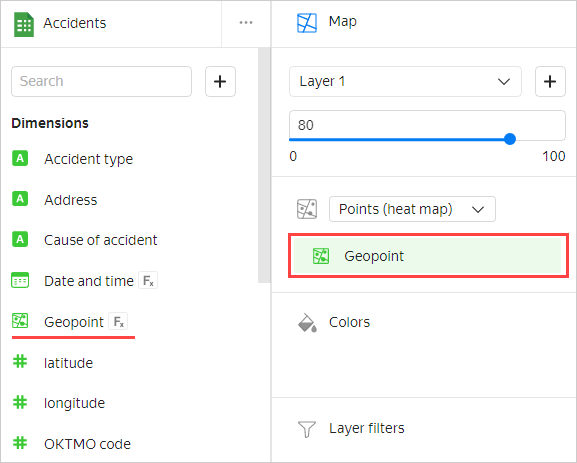 Accidents
Search
Dimensions
A Accident type
A Address
A Cause of accident
Date and time Fx
Geopoint Fx
latitude
longitude
OKTMO code
Map
Layer 1
80
0 100
Points (heat map)
Geopoint
Colors
Layer filters